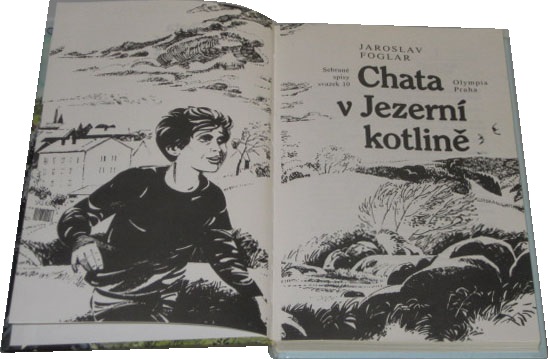 JAROSLAV
FOGLAR
Sebrané
spisy
svazek 10
Chata
v Jezerní
kotlině
Olympia
Praha